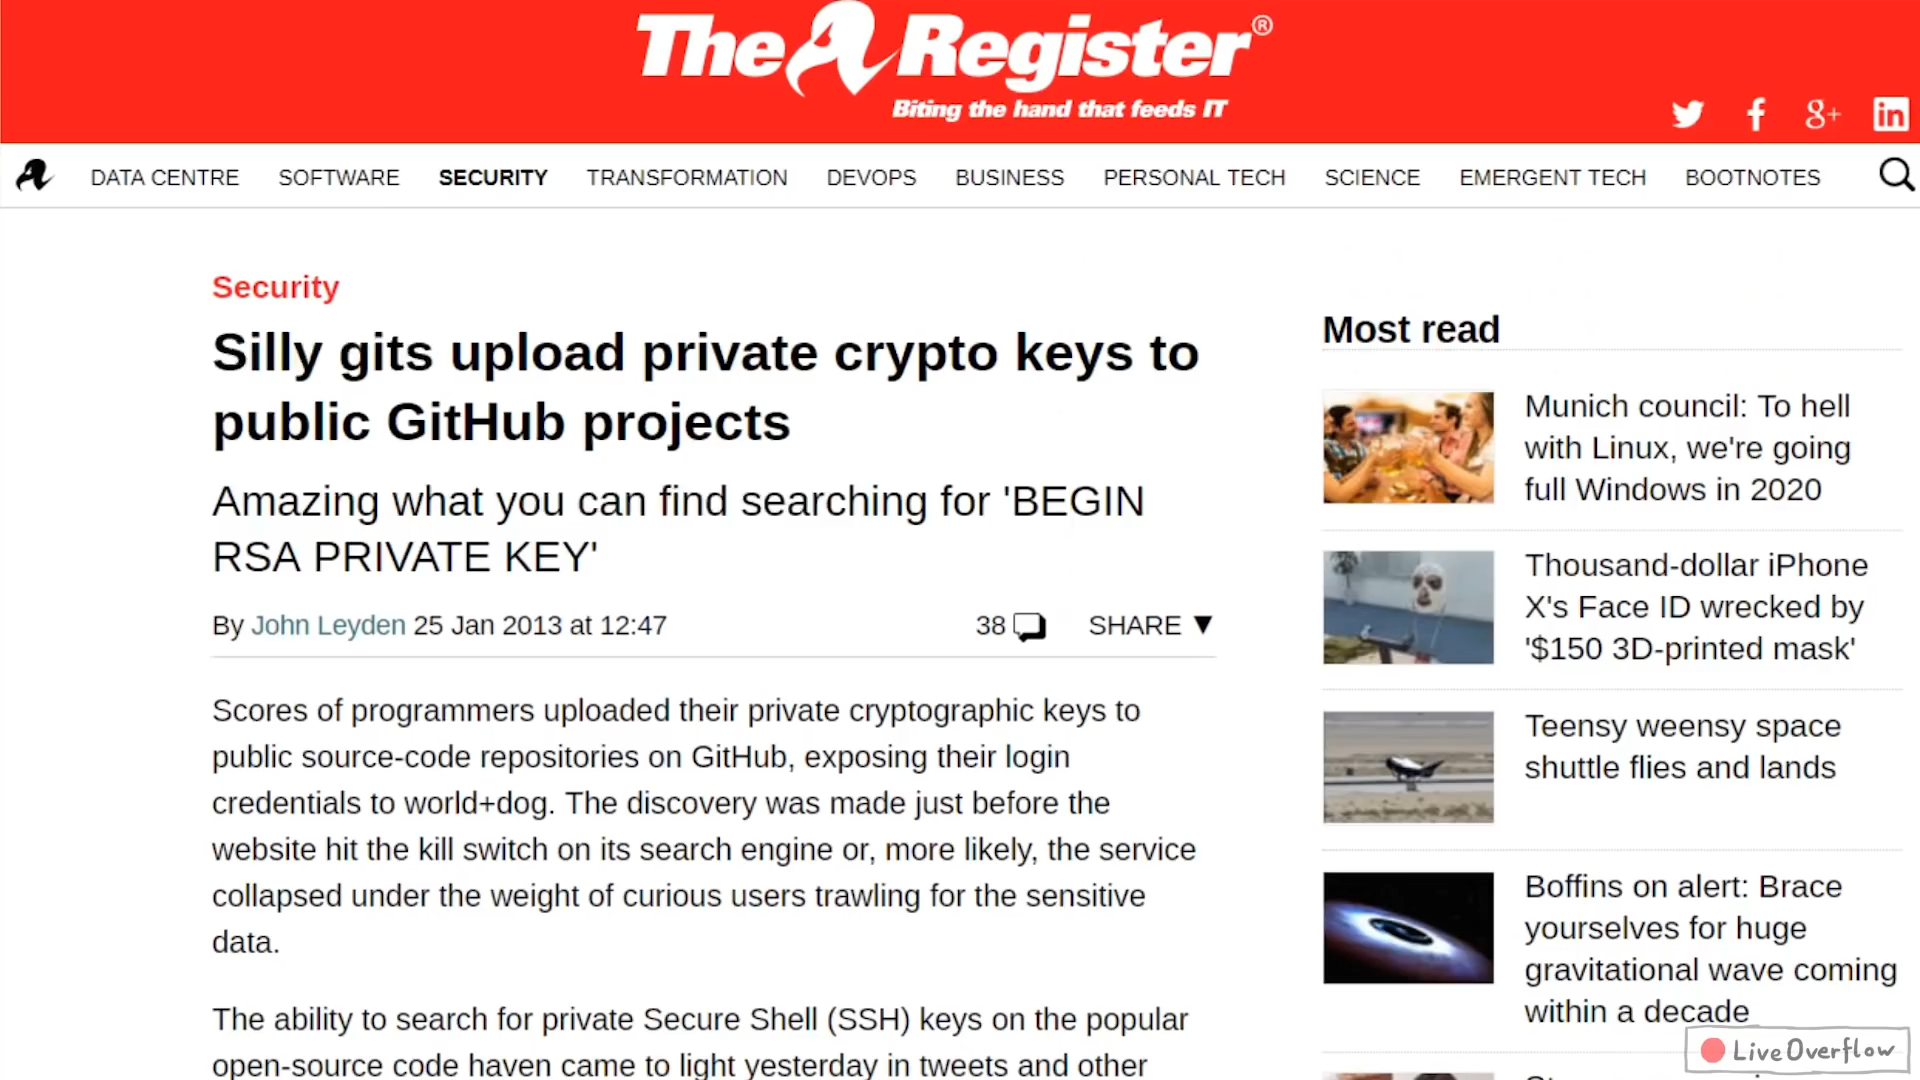 The Register®
Biting the hand that feeds IT
g+
in
DATA CENTRE SOFTWARE SECURITY TRANSFORMATION DEVOPS BUSINESS PERSONAL TECH SCIENCE EMERGENT TECH BOOTNOTES
Security
Silly gits upload private crypto keys to
public GitHub projects
Amazing what you can find searching for 'BEGIN
RSA PRIVATE KEY'
By John Leyden 25 Jan 2013 at 12:47
38
SHARE ▼
Scores of programmers uploaded their private cryptographic keys to
public source-code repositories on GitHub, exposing their login
credentials to world+dog. The discovery was made just before the
website hit the kill switch on its search engine or, more likely, the service
collapsed under the weight of curious users trawling for the sensitive
data.
The ability to search for private Secure Shell (SSH) keys on the popular
open-source code haven came to light yesterday in tweets and other
Most read
Munich council: To hell
with Linux, we're going
full Windows in 2020
Thousand-dollar iPhone
X's Face ID wrecked by
'$150 3D-printed mask'
Teensy weensy space
shuttle flies and lands
Boffins on alert: Brace
yourselves for huge
gravitational wave coming
within a decade
LiveOverflow